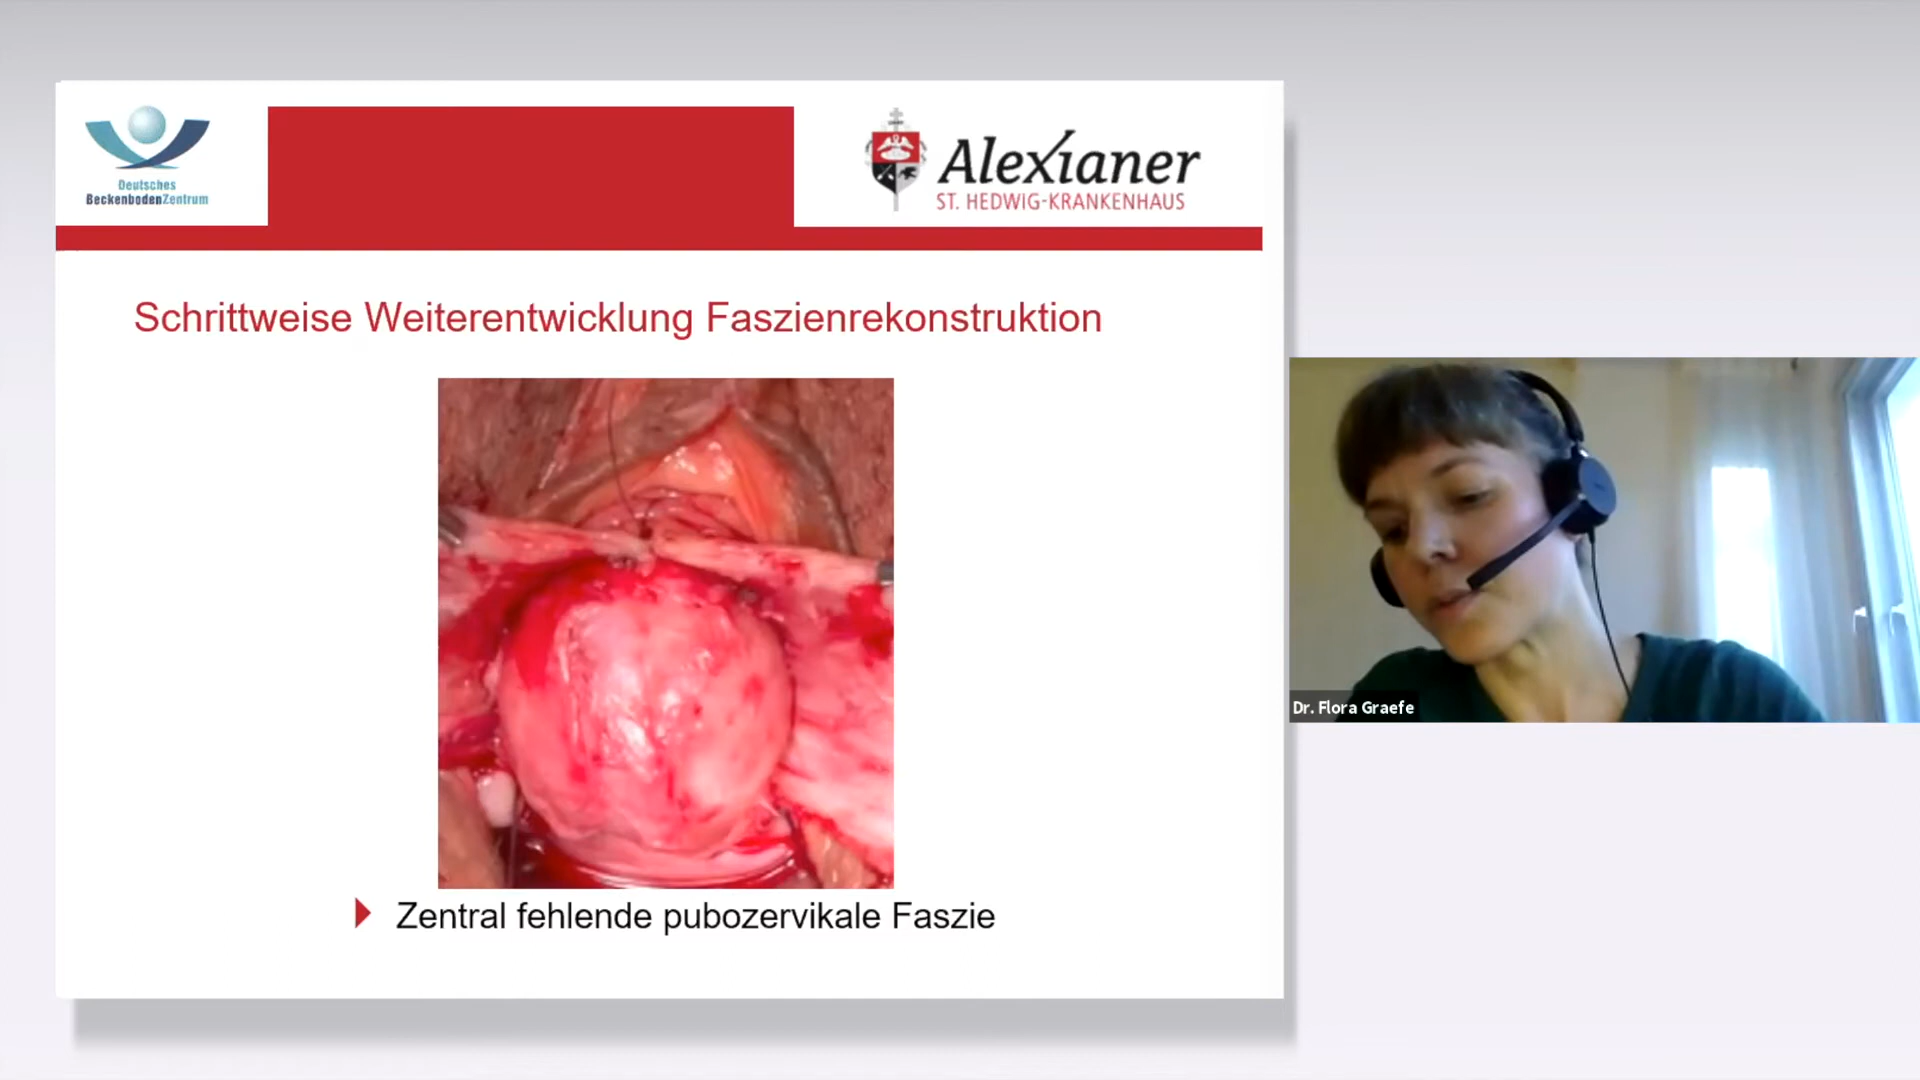 Deutsches
BeckenbodenZentrum
Alexianer
ST. HEDWIG-KRANKENHAUS
Schrittweise Weiterentwicklung Faszienrekonstruktion
Zentral fehlende pubozervikale Faszie
Dr. Flora Graefe